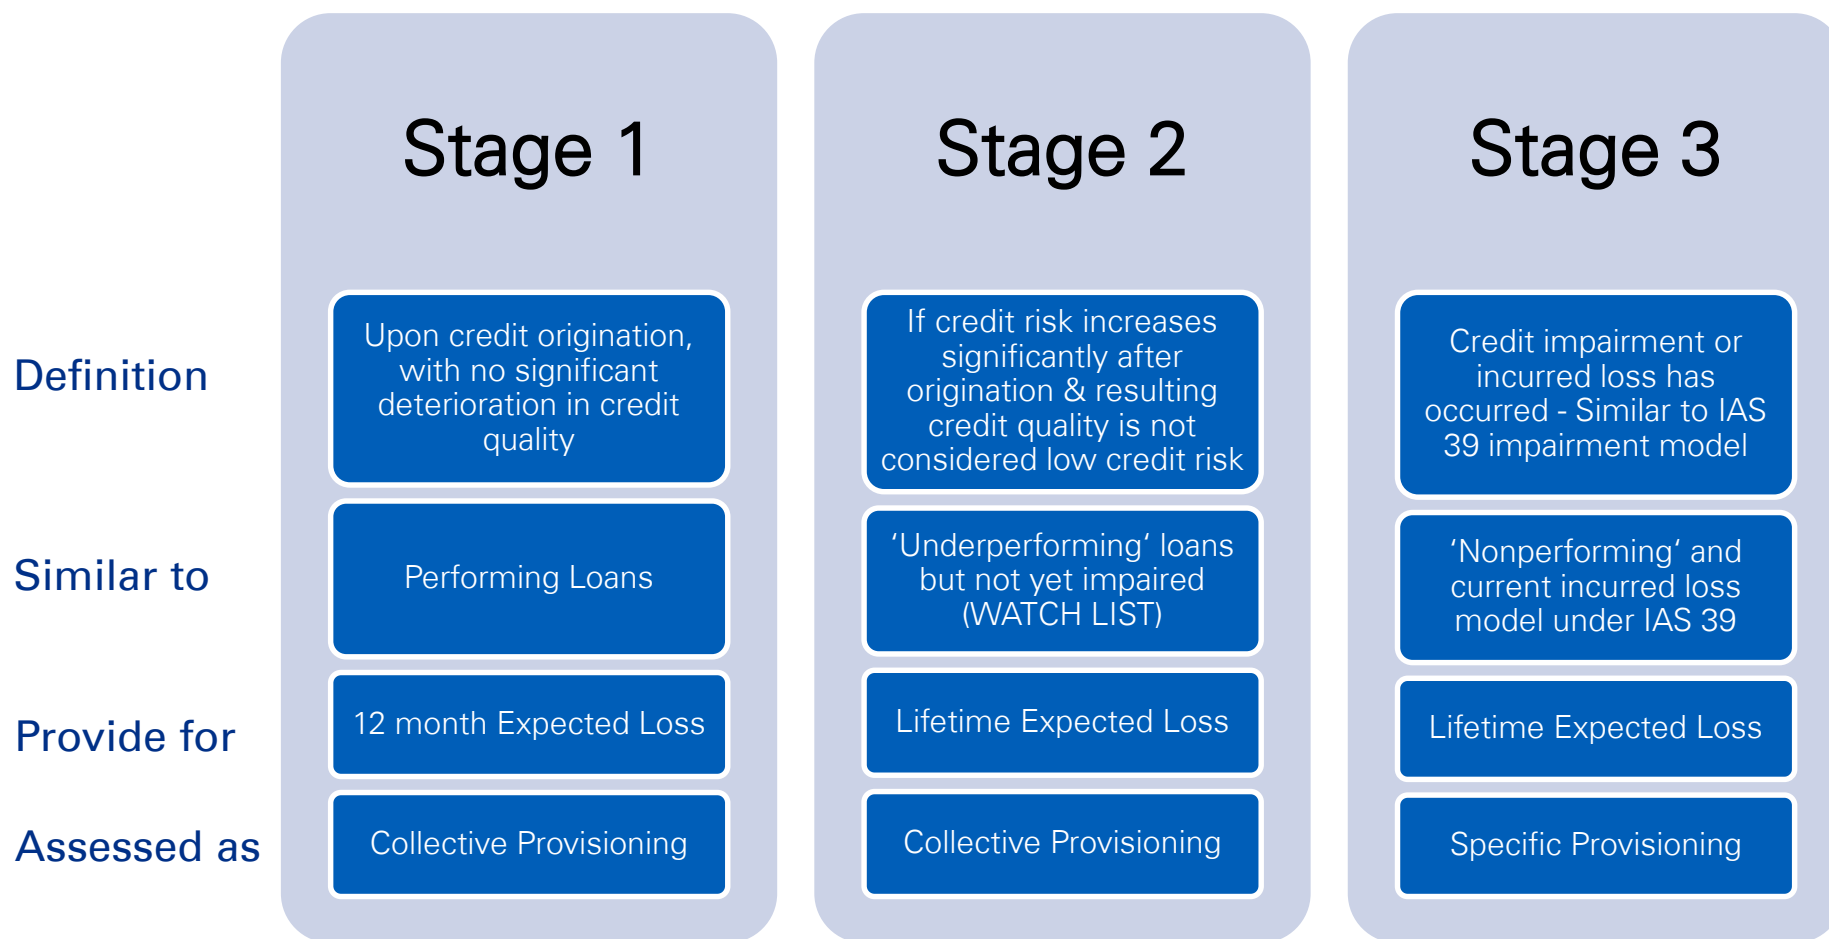 Stage 1
Stage 2
Stage 3
Definition
Upon credit origination,
with no significant
deterioration in credit
quality
If credit risk increases
significantly after
origination & resulting
credit quality is not
considered low credit risk
Credit impairment or
incurred loss has
occurred - Similar to IAS
39 impairment model
Similar to
Performing Loans
‘Underperforming‘ loans
but not yet impaired
(WATCH LIST)
‘Nonperforming‘ and
current incurred loss
model under IAS 39
Provide for
12 month Expected Loss
Lifetime Expected Loss
Lifetime Expected Loss
Assessed as
Collective Provisioning
Collective Provisioning
Specific Provisioning